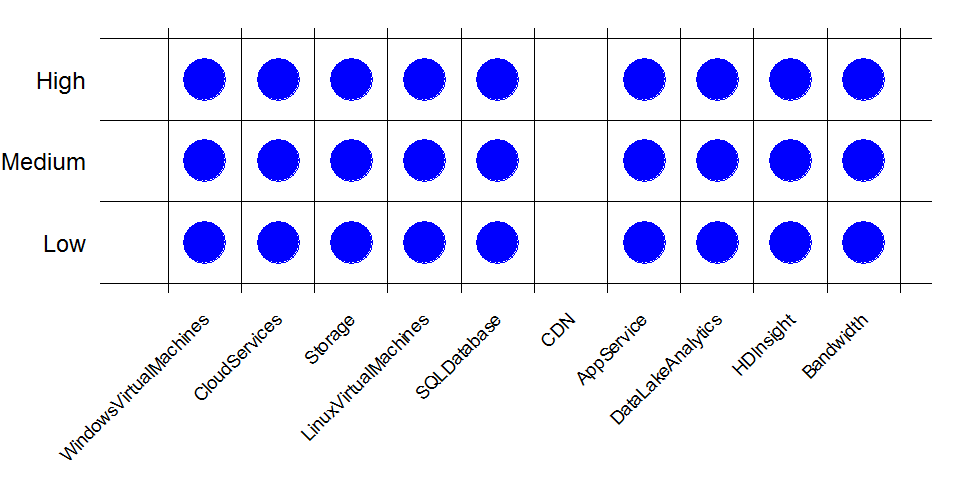 High
Medium
Low
WindowsVirtualMachines
CloudServices
Storage
LinuxVirtualMachines
SQLDatabase
CDN
AppService
DataLakeAnalytics
HDInsight
Bandwidth